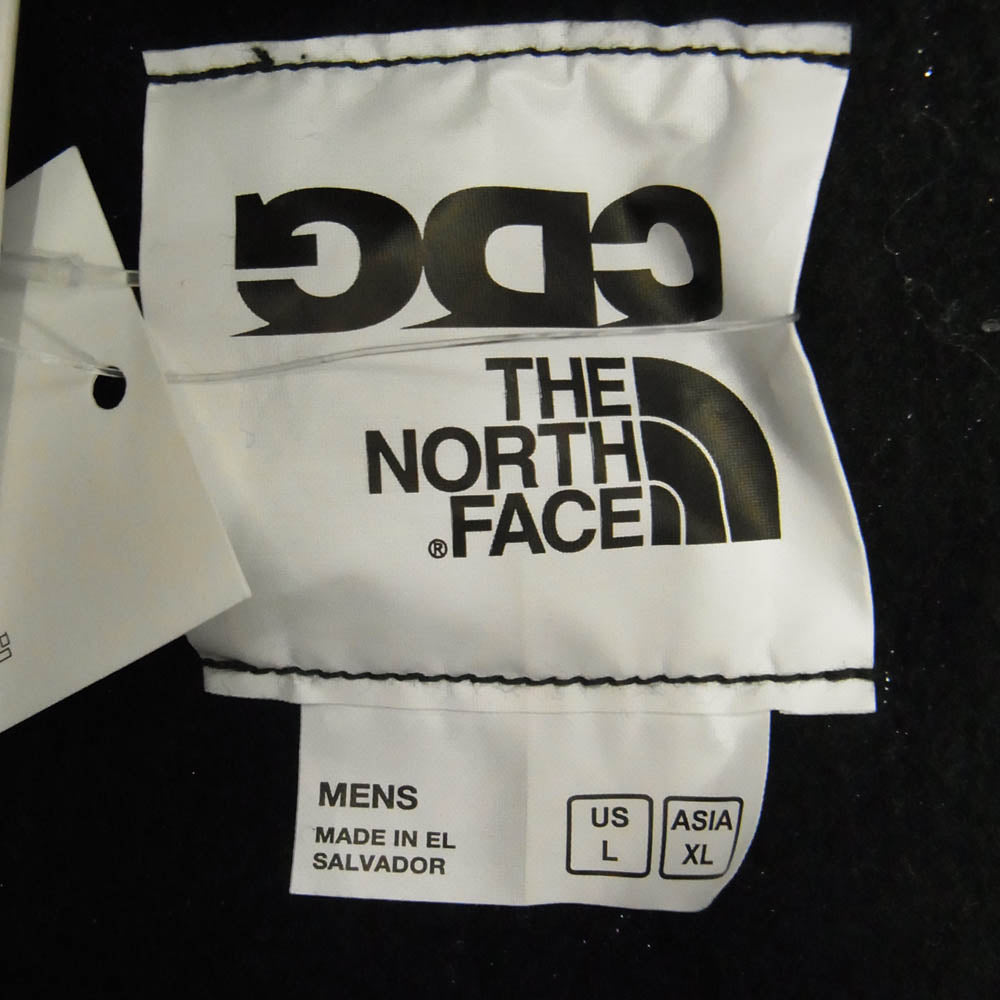 CDG
THE
NORTH
FACE
®
MENS
MADE IN EL
SALVADOR
US
L
ASIA
XL